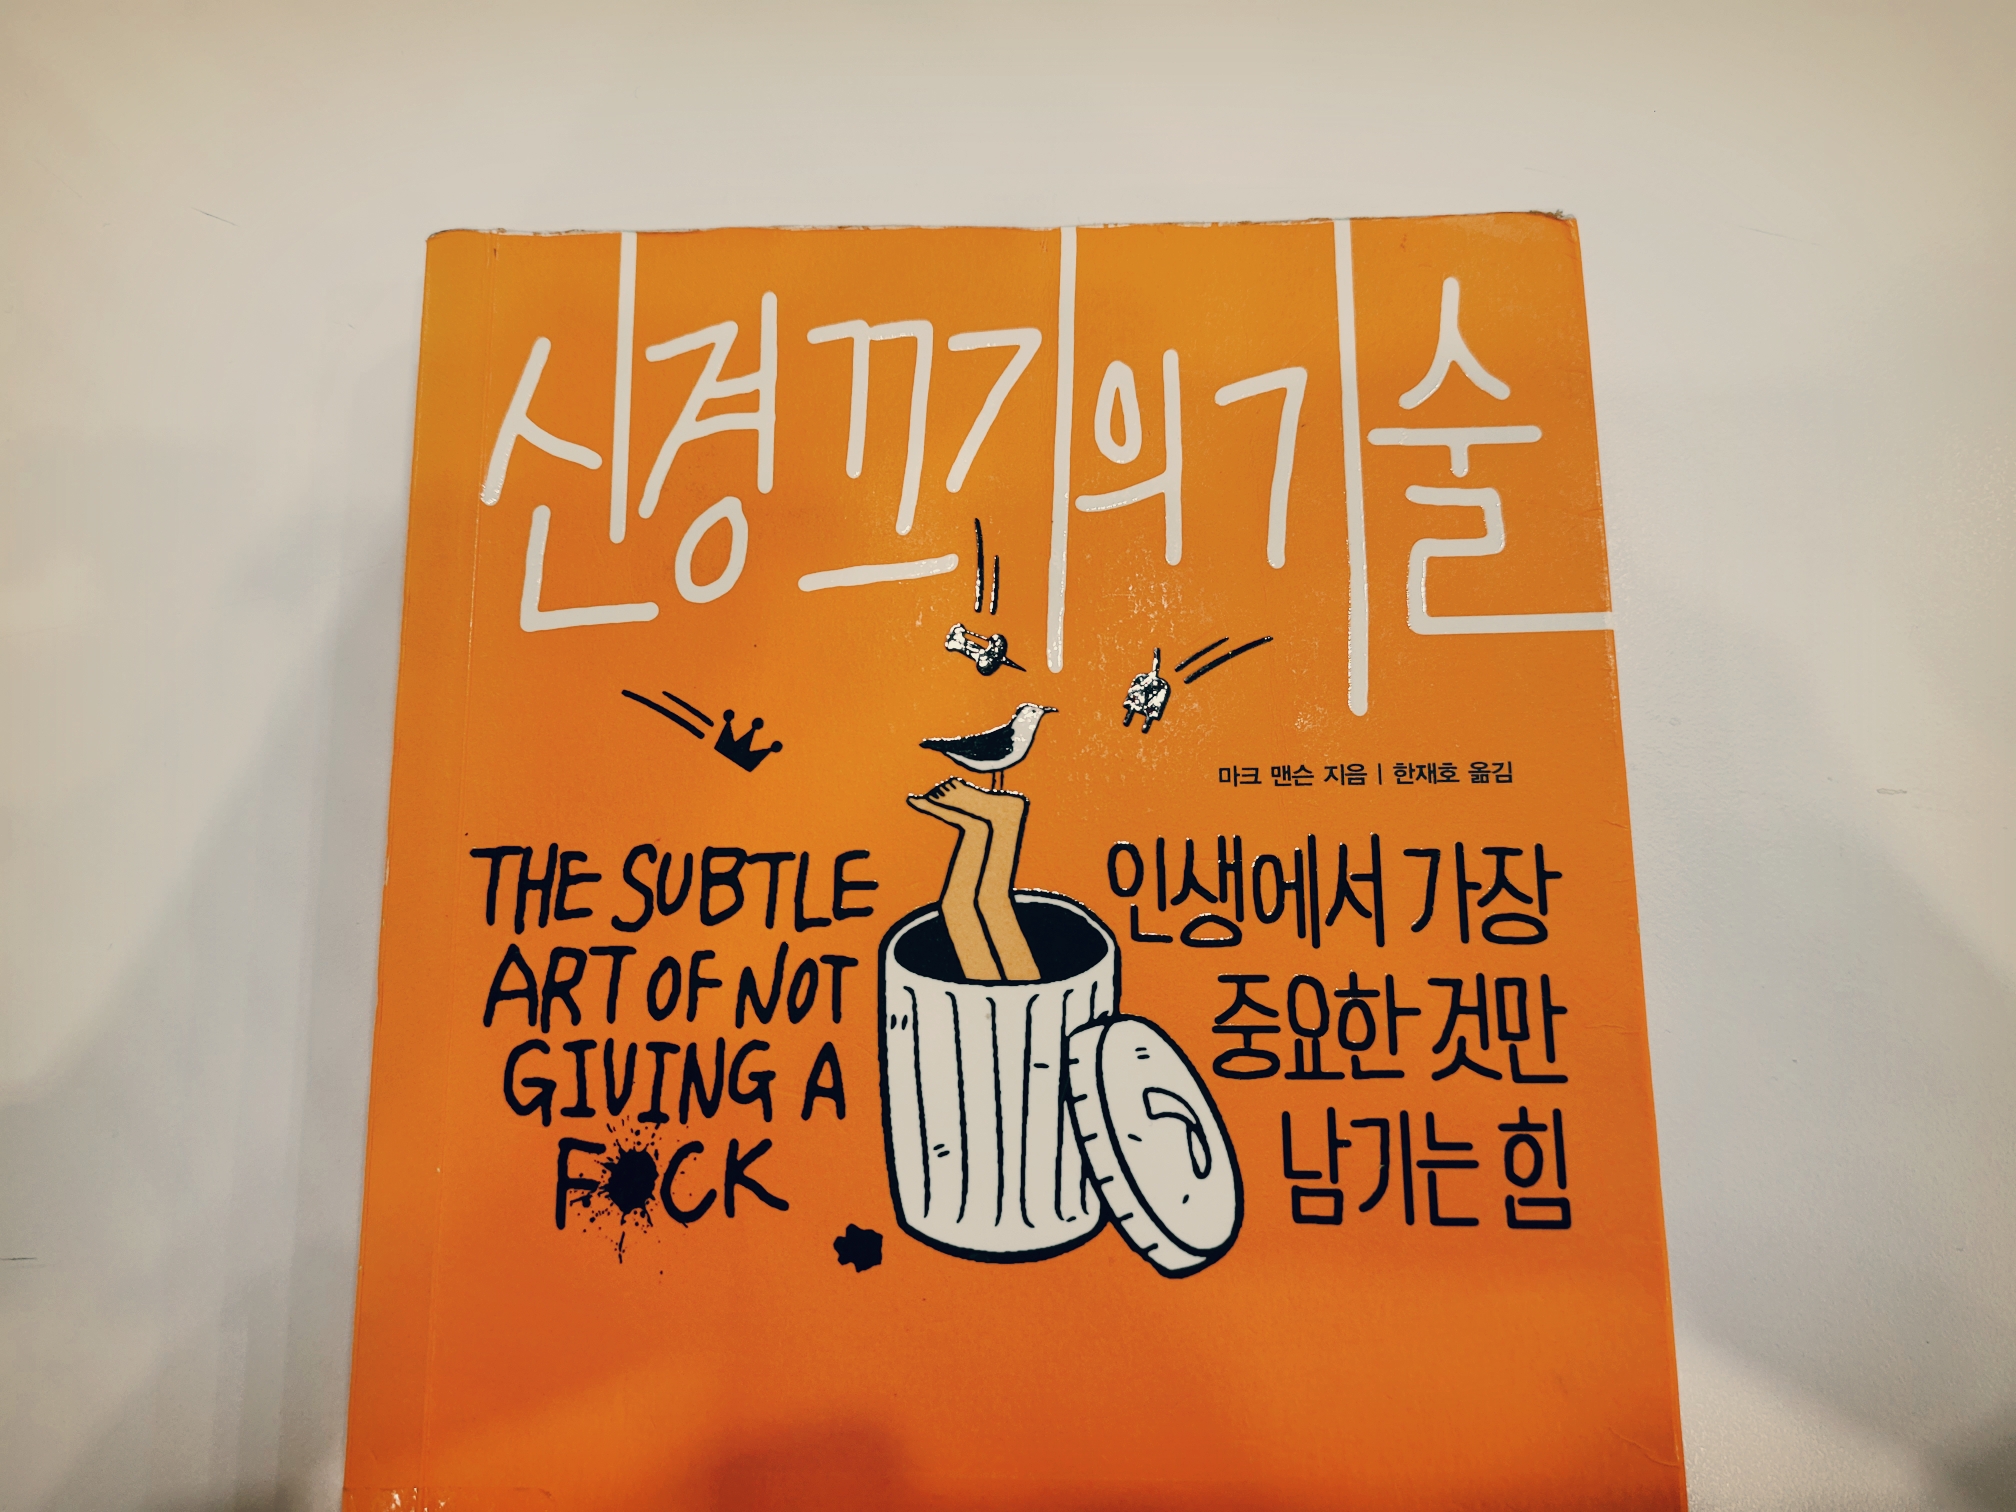 신경 끄기의 기술
마크 맨슨 지음 | 한재호 옮김
THE SUBTLE
ART OF NOT
GIVING A
F●CK
인생에서 가장
중요한 것만
남기는 힘